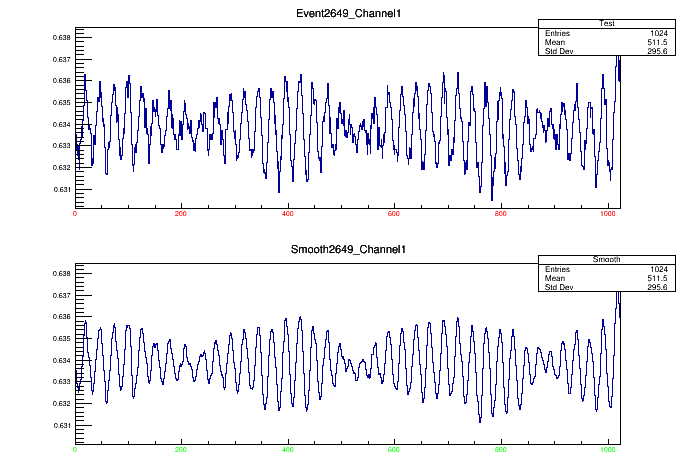 Event2649_Channel1
Test
Entries 1024
Mean 511.5
Std Dev 295.6
0.638
0.637
0.636
0.635
0.634
0.633
0.632
0.631
0 200 400 600 800 1000
Smooth2649_Channel1
Smooth
Entries 1024
Mean 511.5
Std Dev 295.6
0.638
0.637
0.636
0.635
0.634
0.633
0.632
0.631
0 200 400 600 800 1000